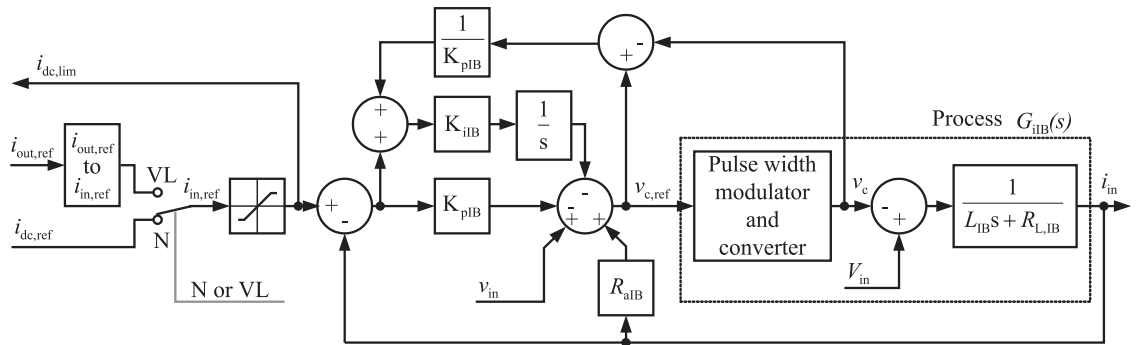 1
K_pIB
+ -
i_dc,lim
+
+
K_iIB
1
s
Process G_iIB(s)
i_out,ref
i_out,ref
to
i_in,ref
VL
i_in,ref
+
-
K_pIB
-
-
+ +
v_c,ref
Pulse width
modulator
and
converter
v_c
-
+
1
L_IB s + R_L,IB
i_in
i_dc,ref
N
N or VL
v_in
R_aIB
V_in